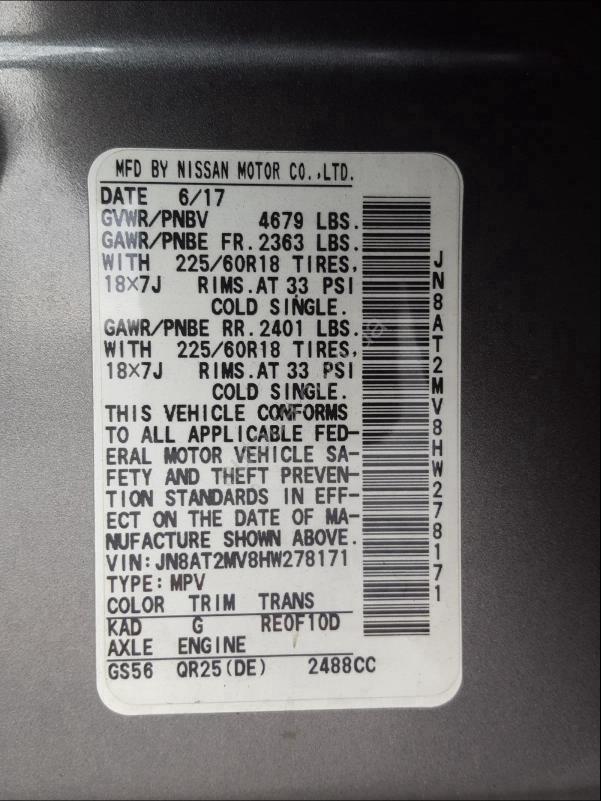 MFD BY NISSAN MOTOR CO.,LTD.
DATE 6/17
GVWR/PNBV 4679 LBS.
GAWR/PNBE FR.2363 LBS.
WITH 225/60R18 TIRES,
18×7J RIMS.AT 33 PSI
COLD SINGLE.
GAWR/PNBE RR.2401 LBS.
WITH 225/60R18 TIRES,
18×7J RIMS.AT 33 PSI
COLD SINGLE.
THIS VEHICLE CONFORMS
TO ALL APPLICABLE FED-
ERAL MOTOR VEHICLE SA-
FETY AND THEFT PREVEN-
TION STANDARDS IN EFF-
ECT ON THE DATE OF MA-
NUFACTURE SHOWN ABOVE.
VIN:JN8AT2MV8HW278171
TYPE:MPV
COLOR TRIM TRANS
KAD G RE0F10D
AXLE ENGINE
GS56 QR25(DE) 2488CC
JN8AT2MV8HW278171